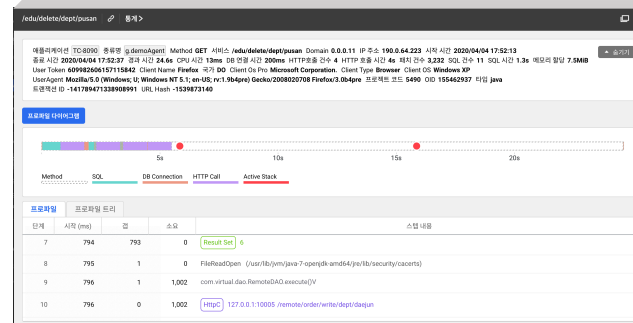 /edu/delete/dept/pusan 통계>
애플리케이션 TC-8090 종류명 g.demoAgent Method GET 서비스 /edu/delete/dept/pusan Domain 0.0.0.11 IP 주소 190.0.64.223 시작 시간 2020/04/04 17:52:13
종료 시간 2020/04/04 17:52:37 경과 시간 24.6s CPU 시간 13ms DB 연결 시간 200ms HTTP호출 건수 4 HTTP 호출 시간 4s 패치 건수 3,232 SQL 건수 11 SQL 시간 1.3s 메모리 할당 7.5MiB
User Token 609982606157115842 Client Name Firefox 국가 DO Client Os Pro Microsoft Corporation. Client Type Browser Client OS Windows XP
UserAgent Mozilla/5.0 (Windows; U; Windows NT 5.1; en-US; rv:1.9b4pre) Gecko/2008020708 Firefox/3.0b4pre 프로젝트 코드 5490 OID 155462937 타입 java
트랜잭션 ID -141789471338908991 URL Hash -1539873140
숨기기
프로파일 다이어그램
5s 10s 15s 20s
Method SQL DB Connection HTTP Call Active Stack
프로파일 프로파일 트리
단계 시작 (ms) 갭 소요 스텝 내용
7 794 793 0 Result Set 6
8 795 1 0 FileReadOpen (/usr/lib/jvm/java-7-openjdk-amd64/jre/lib/security/cacerts)
9 796 1 1,002 com.virtual.dao.RemoteDAO.execute()V
10 796 0 1,002 HttpC 127.0.0.1:10005 /remote/order/write/dept/daejun